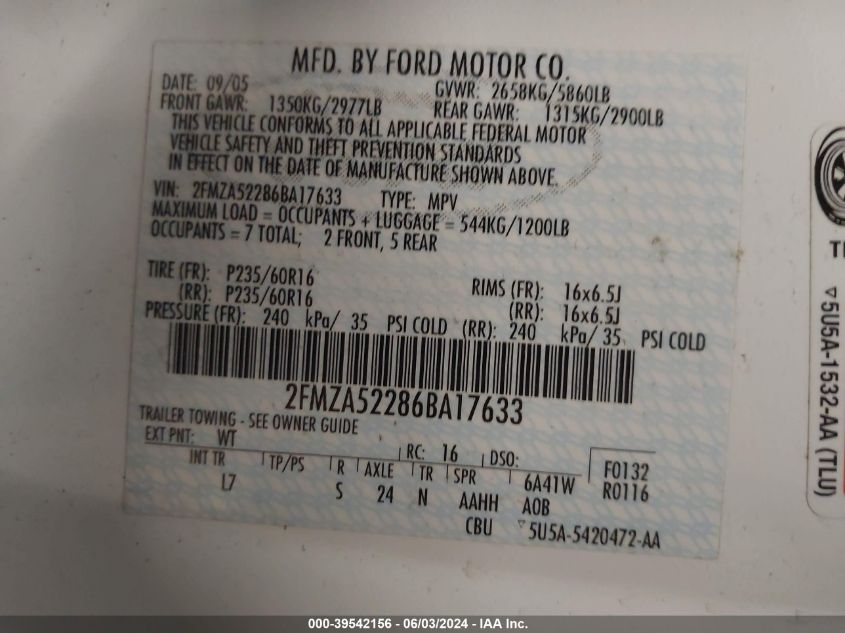 MFD. BY FORD MOTOR CO.
DATE: 09/05 GVWR: 2658KG/5860LB
FRONT GAWR: 1350KG/2977LB REAR GAWR: 1315KG/2900LB
THIS VEHICLE CONFORMS TO ALL APPLICABLE FEDERAL MOTOR
VEHICLE SAFETY AND THEFT PREVENTION STANDARDS
IN EFFECT ON THE DATE OF MANUFACTURE SHOWN ABOVE.
VIN: 2FMZA52286BA17633 TYPE: MPV
MAXIMUM LOAD = OCCUPANTS + LUGGAGE = 544KG/1200LB
OCCUPANTS = 7 TOTAL; 2 FRONT, 5 REAR
TIRE (FR): P235/60R16 RIMS (FR): 16x6.5J
(RR): P235/60R16 (RR): 16x6.5J
PRESSURE (FR): 240 kPa/ 35 PSI COLD (RR): 240 kPa/ 35 PSI COLD
2FMZA52286BA17633
TRAILER TOWING - SEE OWNER GUIDE
EXT PNT: WT RC: 16 DSO: F0132
INT TR TP/PS R AXLE TR SPR 6A41W R0116
L7 S 24 N AAHH AOB
CBU ▽5U5A-5420472-AA
▽5U5A-1532-AA (TLU)
000-39542156 - 06/03/2024 - IAA Inc.